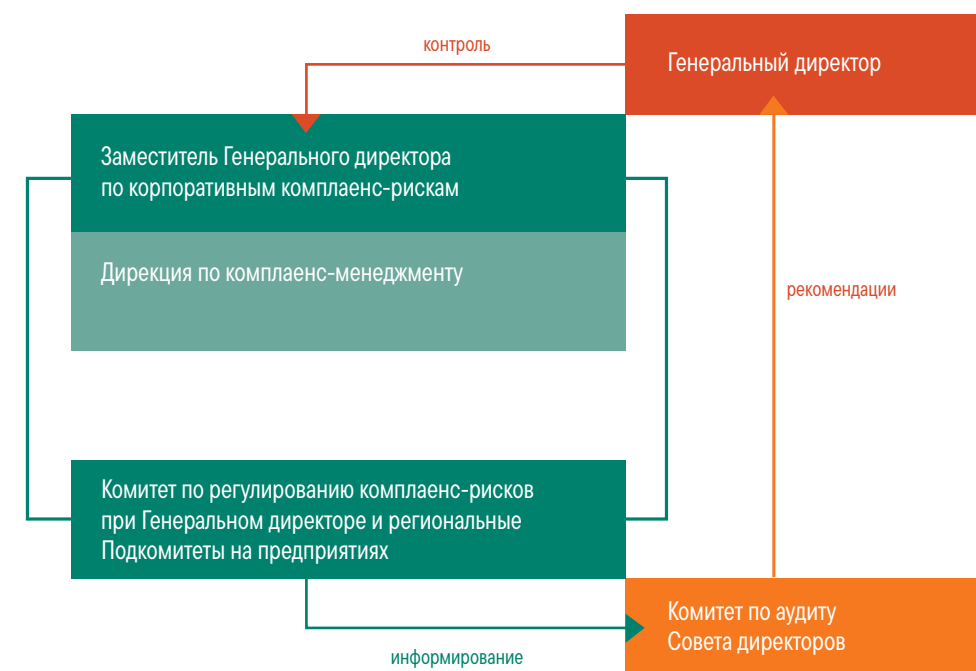 контроль
Генеральный директор
Заместитель Генерального директора
по корпоративным комплаенс-рискам
Дирекция по комплаенс-менеджменту
рекомендации
Комитет по регулированию комплаенс-рисков
при Генеральном директоре и региональные
Подкомитеты на предприятиях
Комитет по аудиту
Совета директоров
информирование